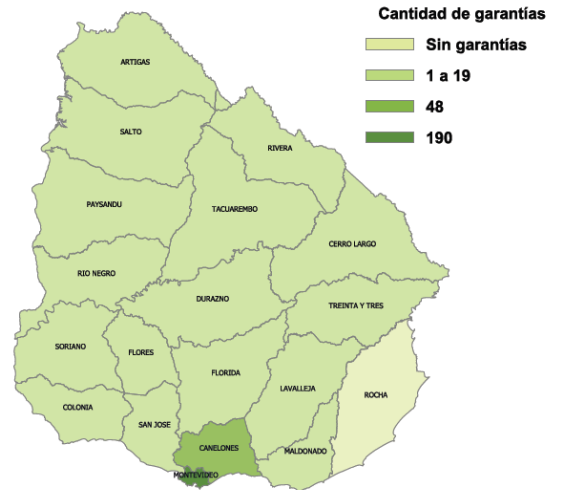 Cantidad de garantías
Sin garantías
1 a 19
48
190
ARTIGAS
SALTO
RIVERA
PAYSANDU
TACUAREMBO
CERRO LARGO
RIO NEGRO
DURAZNO
TREINTA Y TRES
SORIANO
FLORES
FLORIDA
LAVALLEJA
ROCHA
COLONIA
SAN JOSE
CANELONES
MALDONADO
MONTEVIDEO